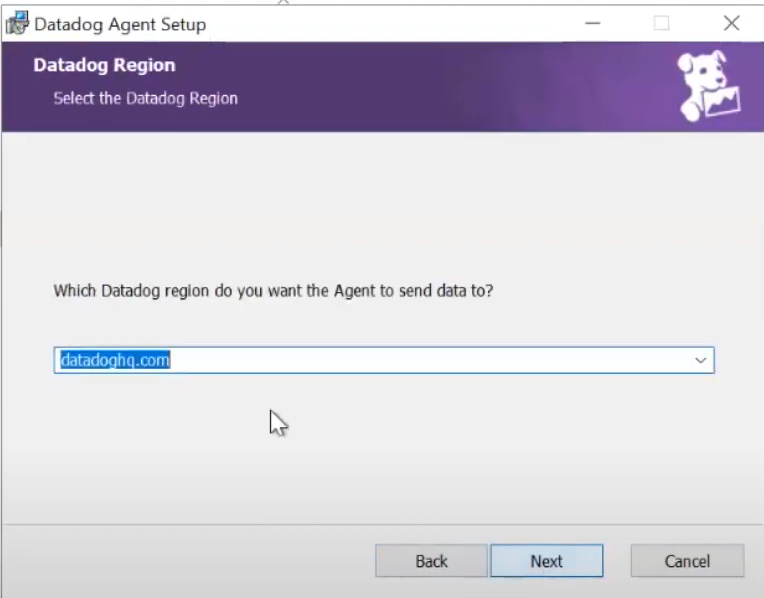 Datadog Agent Setup
Datadog Region
Select the Datadog Region
Which Datadog region do you want the Agent to send data to?
datadoghq.com
Back Next Cancel